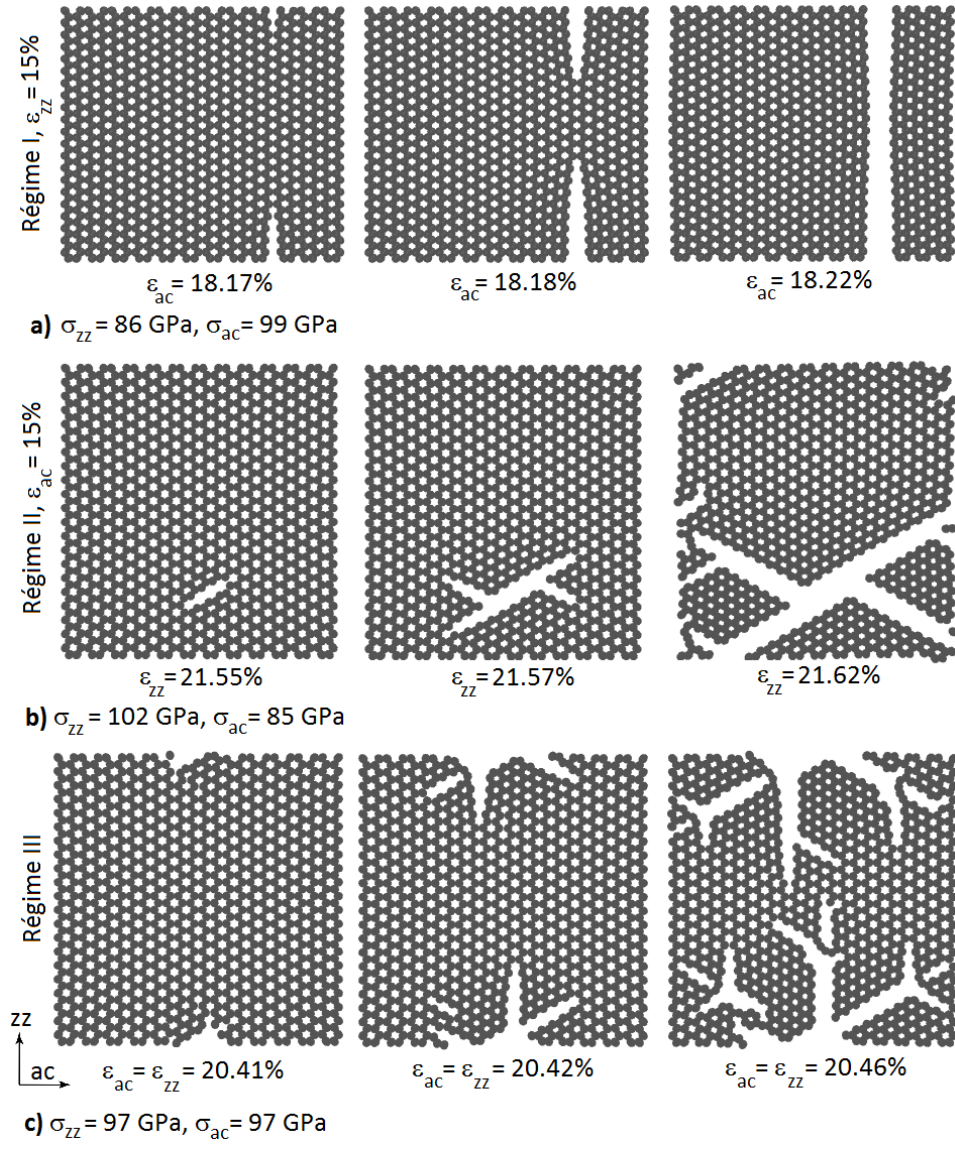 Régime I, ε_zz = 15%
ε_ac = 18.17%
ε_ac = 18.18%
ε_ac = 18.22%
a) σ_zz = 86 GPa, σ_ac = 99 GPa
Régime II, ε_ac = 15%
ε_zz = 21.55%
ε_zz = 21.57%
ε_zz = 21.62%
b) σ_zz = 102 GPa, σ_ac = 85 GPa
Régime III
zz
ac
ε_ac = ε_zz = 20.41%
ε_ac = ε_zz = 20.42%
ε_ac = ε_zz = 20.46%
c) σ_zz = 97 GPa, σ_ac = 97 GPa